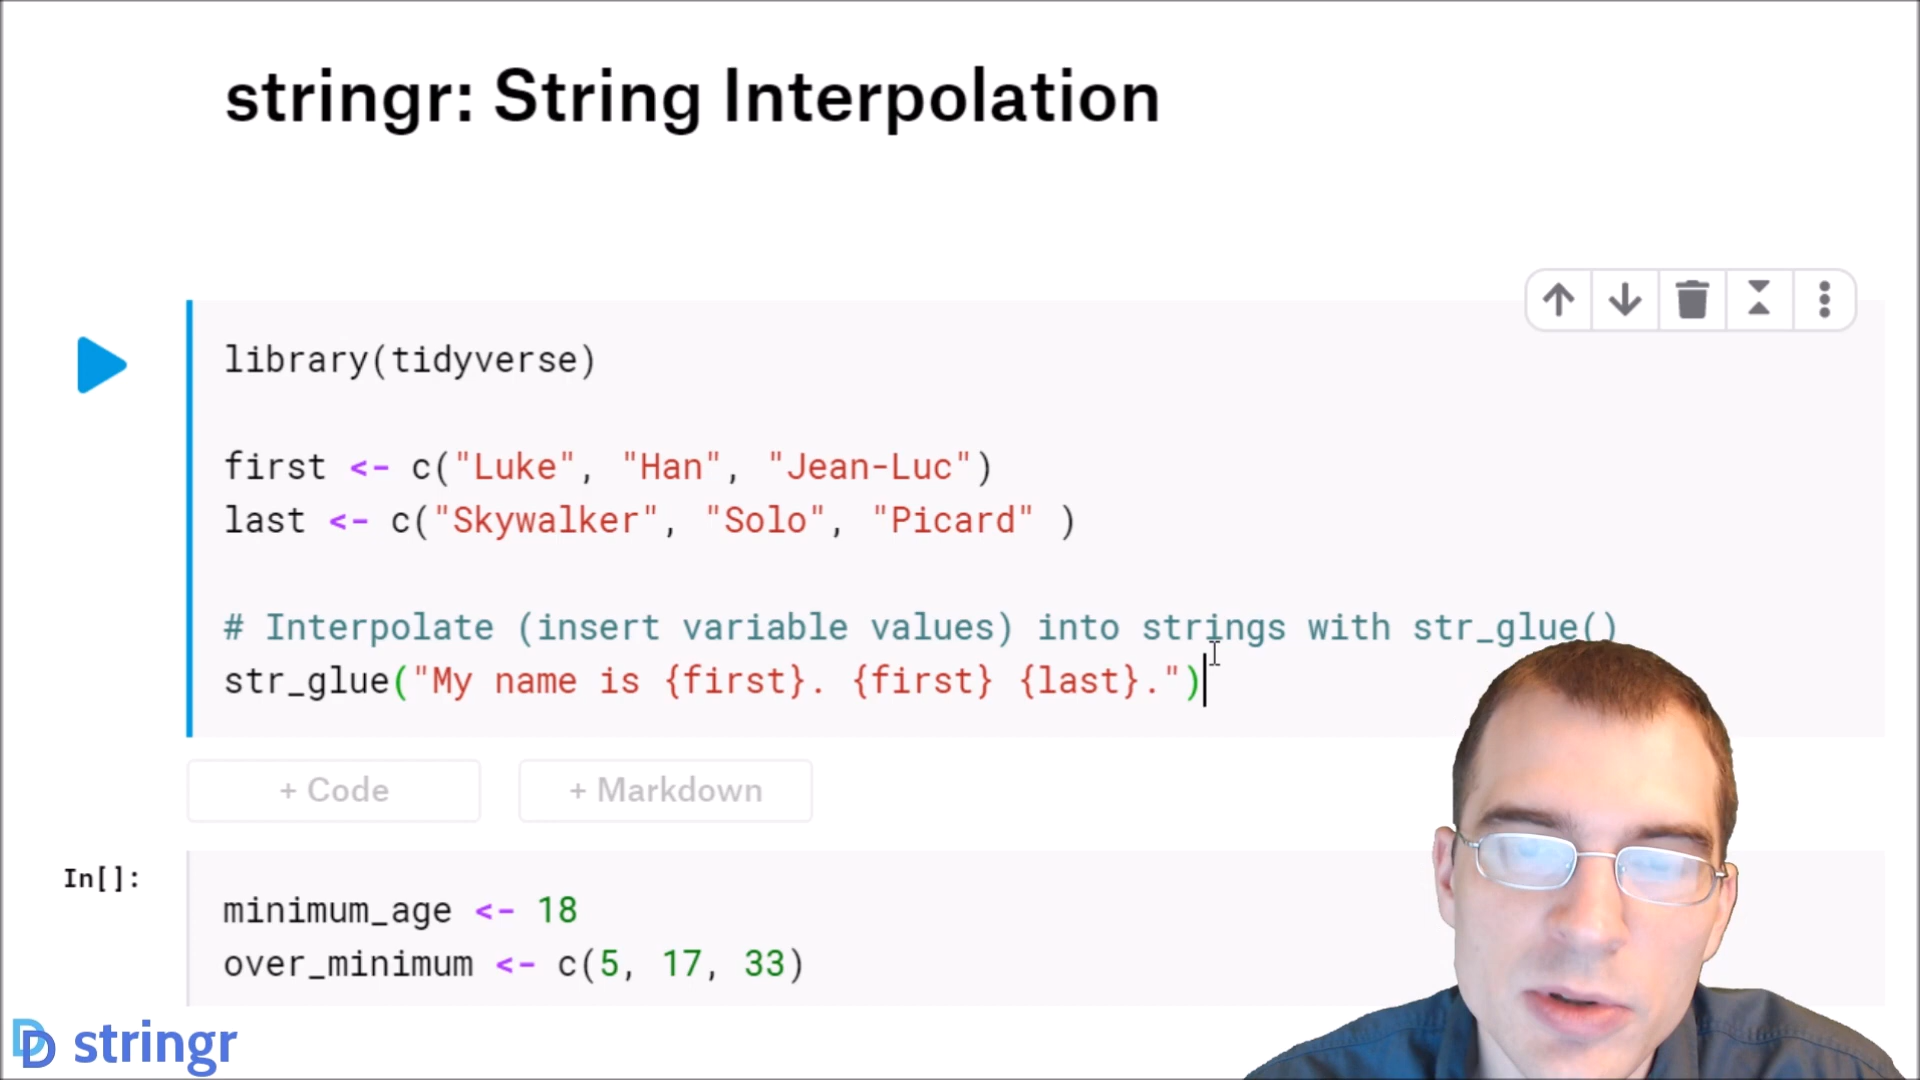 stringr: String Interpolation
library(tidyverse)
first <- c("Luke", "Han", "Jean-Luc")
last <- c("Skywalker", "Solo", "Picard" )
# Interpolate (insert variable values) into strings with str_glue()
str_glue("My name is {first}. {first} {last}.")
+ Code + Markdown
In[]:
minimum_age <- 18
over_minimum <- c(5, 17, 33)
stringr